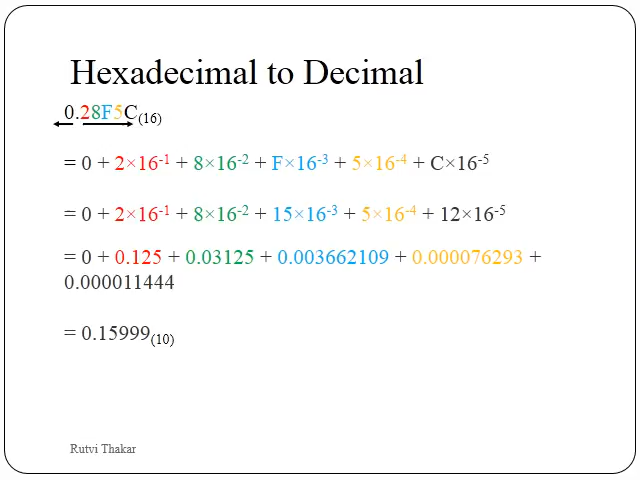 Hexadecimal to Decimal
0.28F5C₍₁₆₎
= 0 + 2×16⁻¹ + 8×16⁻² + F×16⁻³ + 5×16⁻⁴ + C×16⁻⁵
= 0 + 2×16⁻¹ + 8×16⁻² + 15×16⁻³ + 5×16⁻⁴ + 12×16⁻⁵
= 0 + 0.125 + 0.03125 + 0.003662109 + 0.000076293 +
0.000011444
= 0.15999₍₁₀₎
Rutvi Thakar